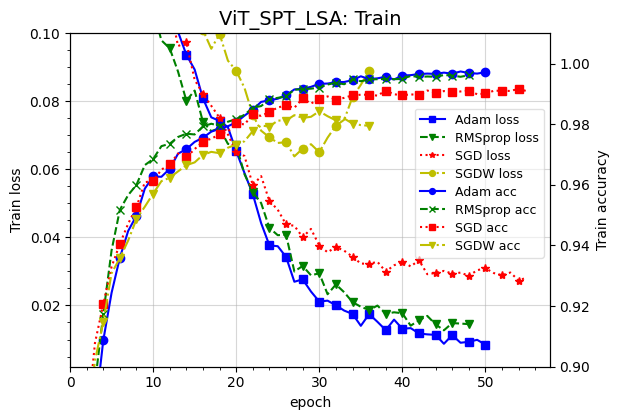 ViT_SPT_LSA: Train
0.10
0.08
0.06
0.04
0.02
Train loss
1.00
0.98
0.96
0.94
0.92
0.90
Train accuracy
Adam loss
RMSprop loss
SGD loss
SGDW loss
Adam acc
RMSprop acc
SGD acc
SGDW acc
0 10 20 30 40 50
epoch